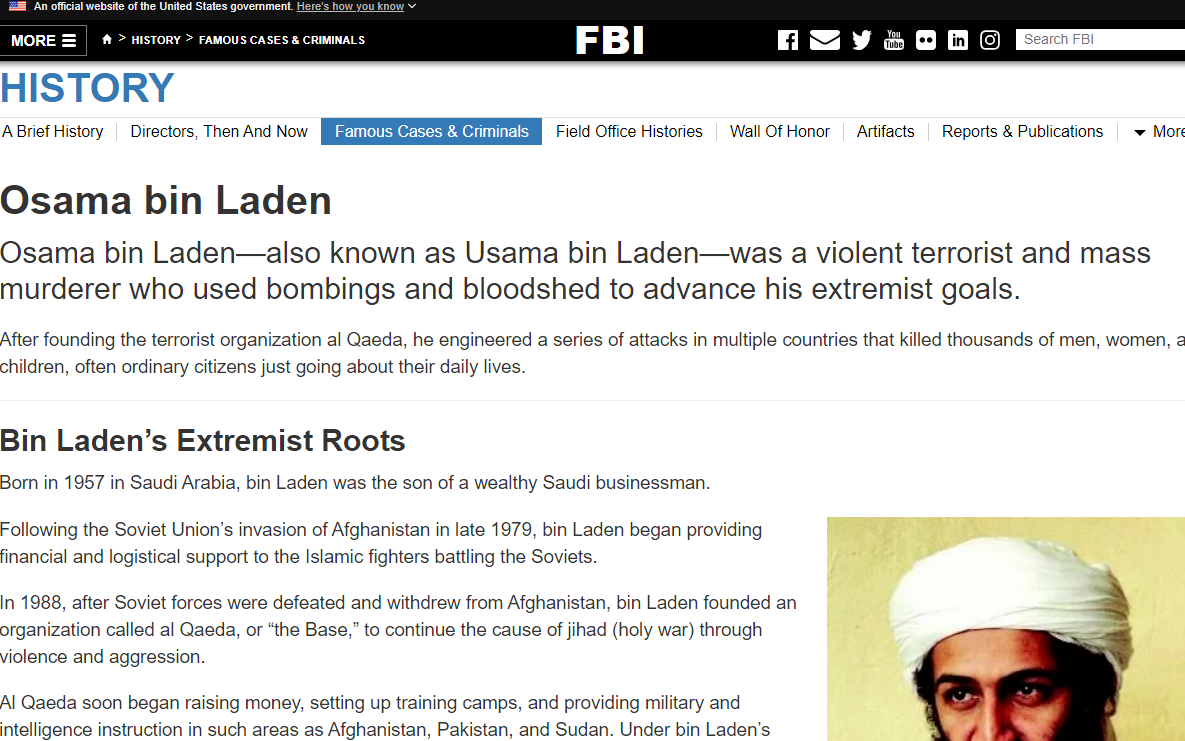 An official website of the United States government. Here's how you know
MORE
> HISTORY > FAMOUS CASES & CRIMINALS
FBI
You Tube
in
Search FBI
HISTORY
A Brief History
Directors, Then And Now
Famous Cases & Criminals
Field Office Histories
Wall Of Honor
Artifacts
Reports & Publications
More
Osama bin Laden
Osama bin Laden—also known as Usama bin Laden—was a violent terrorist and mass
murderer who used bombings and bloodshed to advance his extremist goals.
After founding the terrorist organization al Qaeda, he engineered a series of attacks in multiple countries that killed thousands of men, women, a
children, often ordinary citizens just going about their daily lives.
Bin Laden’s Extremist Roots
Born in 1957 in Saudi Arabia, bin Laden was the son of a wealthy Saudi businessman.
Following the Soviet Union’s invasion of Afghanistan in late 1979, bin Laden began providing
financial and logistical support to the Islamic fighters battling the Soviets.
In 1988, after Soviet forces were defeated and withdrew from Afghanistan, bin Laden founded an
organization called al Qaeda, or “the Base,” to continue the cause of jihad (holy war) through
violence and aggression.
Al Qaeda soon began raising money, setting up training camps, and providing military and
intelligence instruction in such areas as Afghanistan, Pakistan, and Sudan. Under bin Laden’s